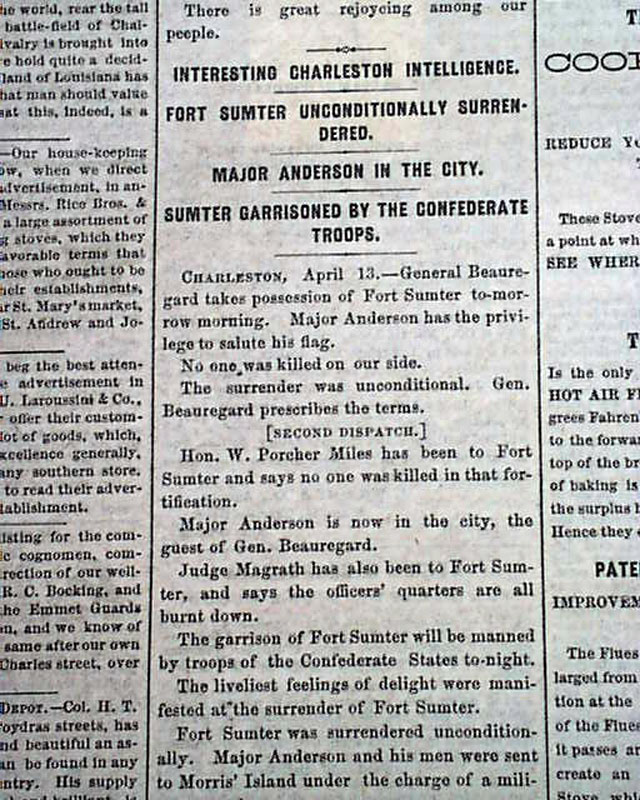 he world, rear the tall
battle-field of Chal-
ivalry is brought into
e hold quite a decid-
land of Louisiana has
hat man should value
hat this, indeed, is a
—Our house-keeping
ow, when we direct
advertisement, in an-
Messrs. Rice Bros. &
a large assortment of
g stoves, which they
favorable terms that
hose who ought to be
heir establishments,
ar St. Mary's market,
St. Andrew and Jo-
beg the best atten-
e advertisement in
U. Laroussini & Co.,
offer their custom-
lot of goods, which,
xcellence generally,
any southern store.
to read their adver-
tablishment.
isting for the com-
c cognomen, com-
rection of our well-
R. C. Bocking, and
he Emmet Guards
n, and we know of
same after our own
Charles street, over
DEPOT.—Col. H. T.
oydras streets, has
nd beautiful an as-
an be found in any
ntry. His supply
There is great rejoycing among our
people.
INTERESTING CHARLESTON INTELLIGENCE.
FORT SUMTER UNCONDITIONALLY SURREN-
DERED.
MAJOR ANDERSON IN THE CITY.
SUMTER GARRISONED BY THE CONFEDERATE
TROOPS.
CHARLESTON, April 13.—General Beaure-
gard takes possession of Fort Sumter to-mor-
row morning. Major Anderson has the privi-
lege to salute his flag.
No one was killed on our side.
The surrender was unconditional. Gen.
Beauregard prescribes the terms.
[SECOND DISPATCH.]
Hon. W. Porcher Miles has been to Fort
Sumter and says no one was killed in that for-
tification.
Major Anderson is now in the city, the
guest of Gen. Beauregard.
Judge Magrath has also been to Fort Sum-
ter, and says the officers' quarters are all
burnt down.
The garrison of Fort Sumter will be manned
by troops of the Confederate States to-night.
The liveliest feelings of delight were mani-
fested at the surrender of Fort Sumter.
Fort Sumter was surrendered uncondition-
ally. Major Anderson and his men were sent
to Morris' Island under the charge of a mili-
T
COO
REDUCE Y
These Stov
a point at wh
SEE WHER
T
Is the only
HOT AIR F
grees Fahren
to the forwa
top of the br
of baking is
the surplus h
Hence they
PATE
IMPROVEM
The Flues
larged from
tion at the
of the Flue
it passes ar
create an
Stove, whi